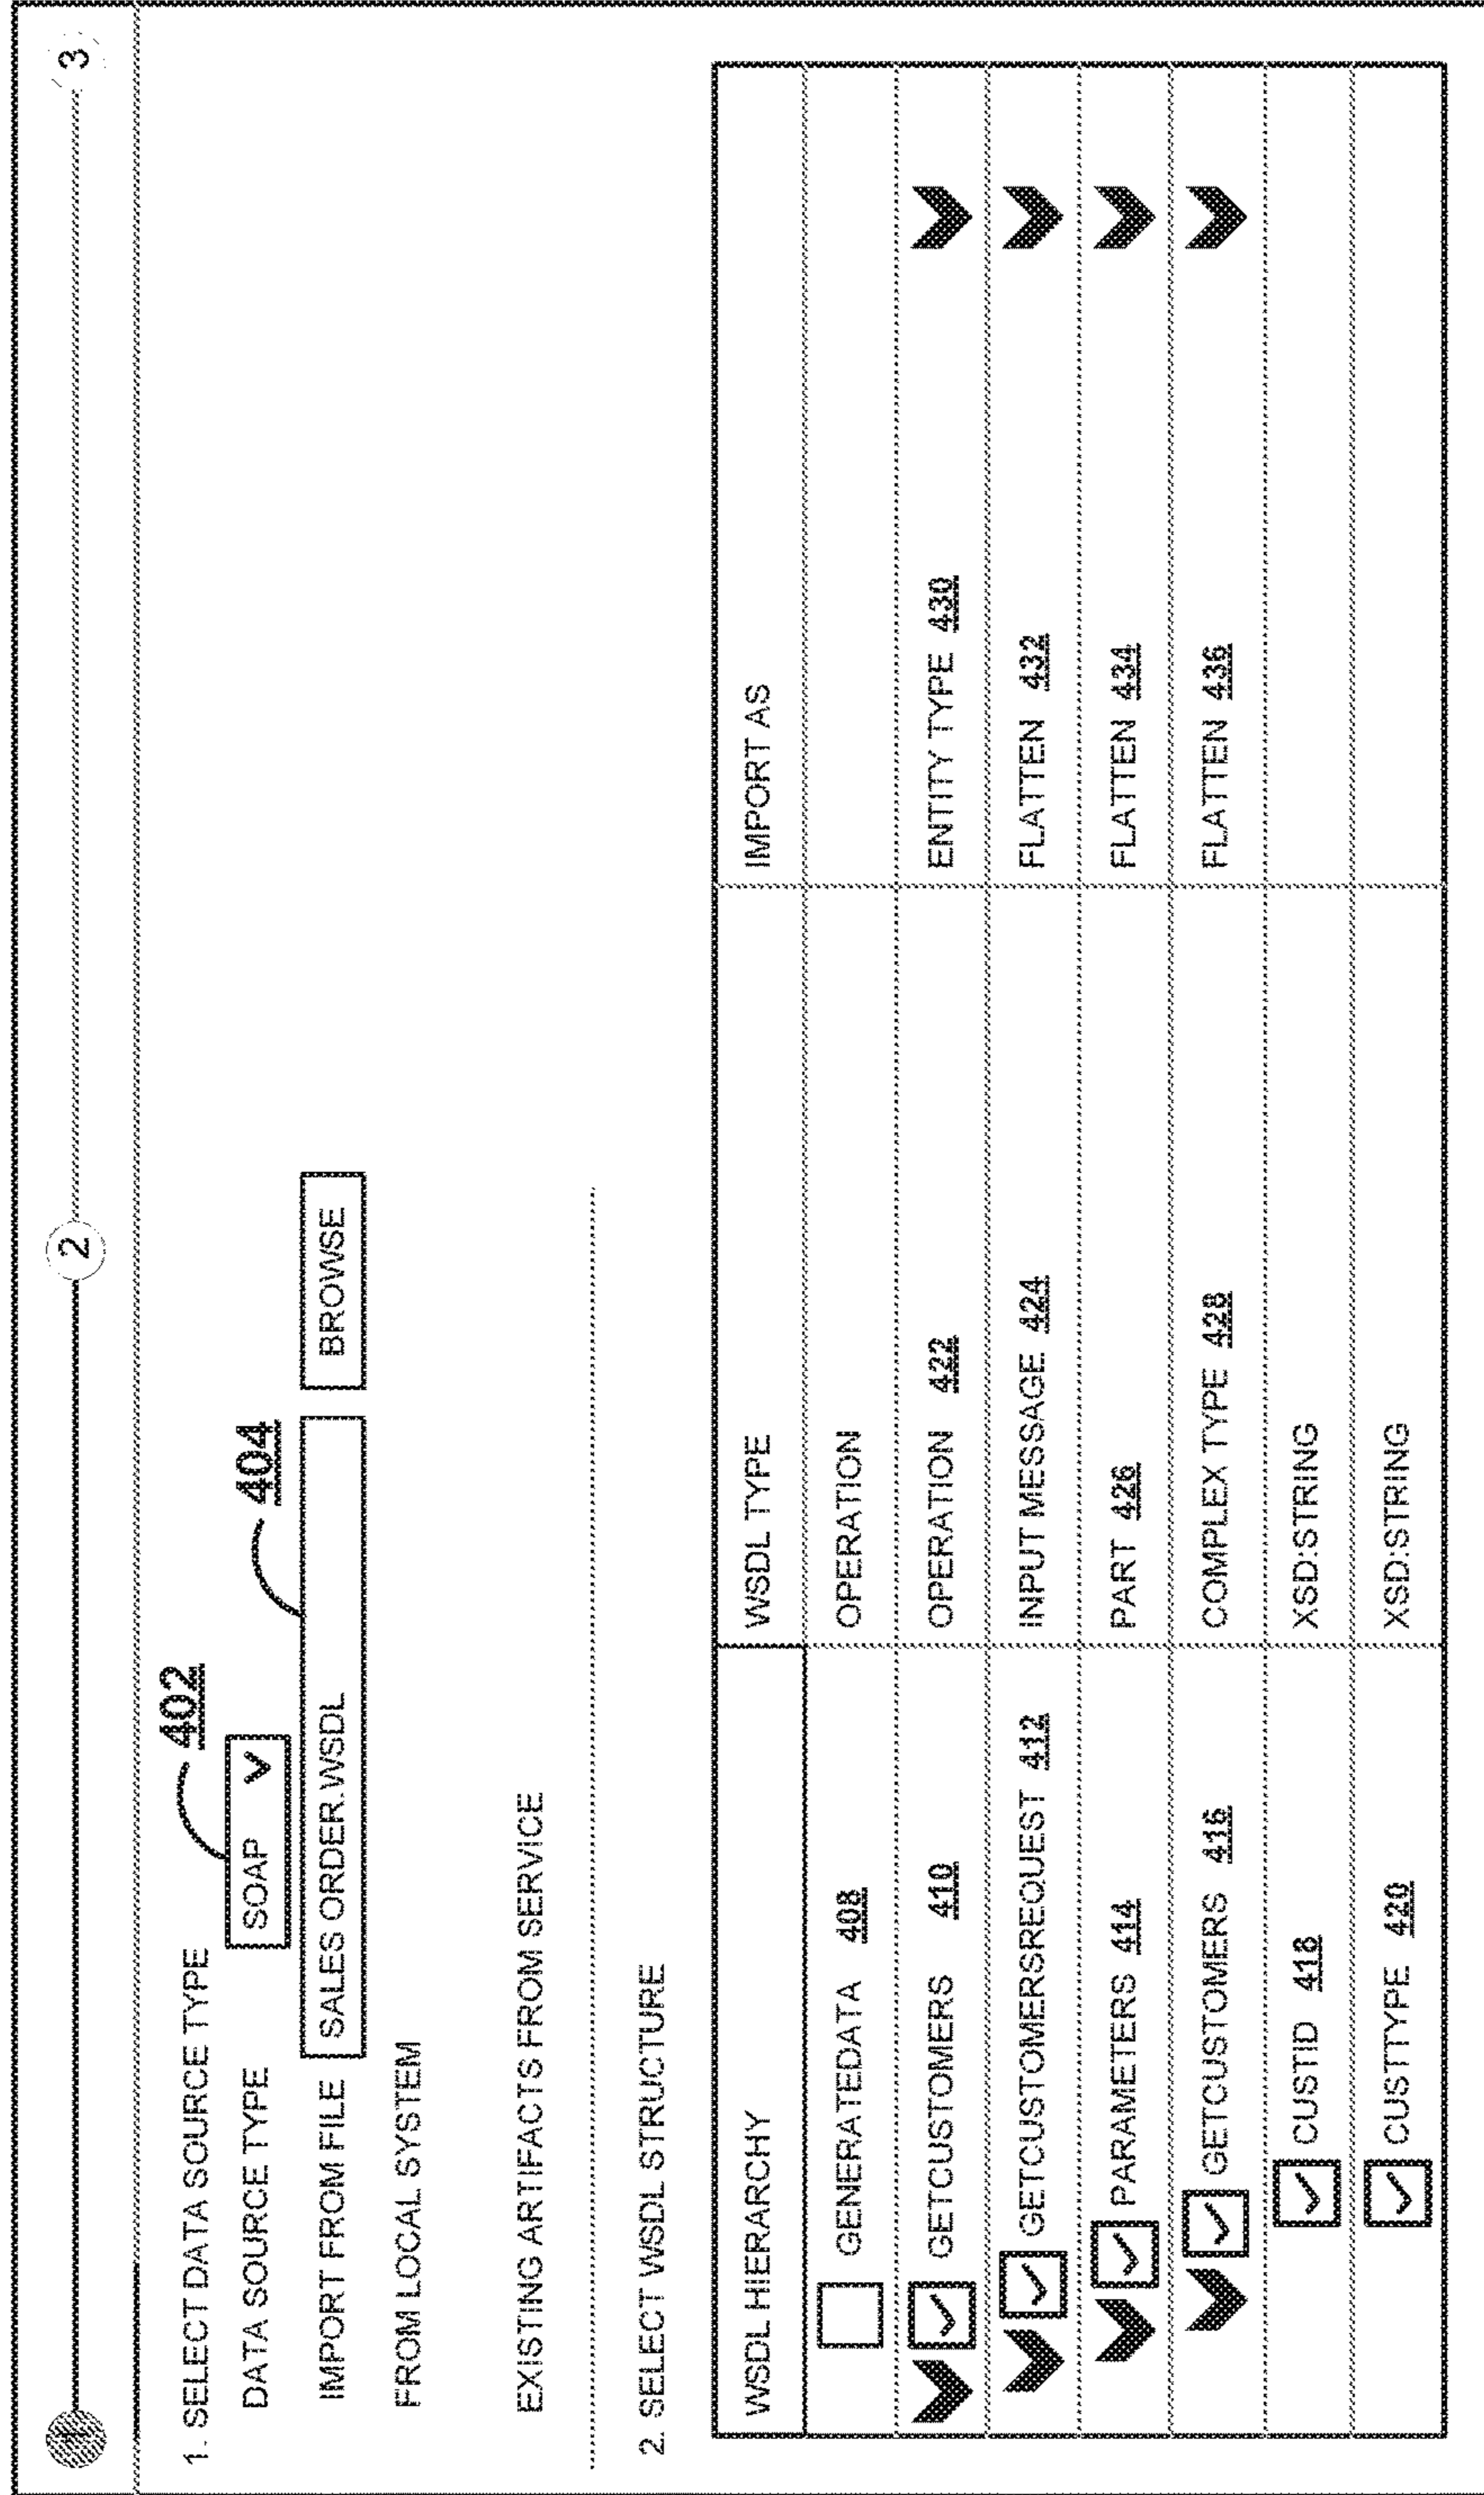 1 2 3
1. SELECT DATA SOURCE TYPE 402
DATA SOURCE TYPE SOAP 404
IMPORT FROM FILE SALES ORDER.WSDL BROWSE
FROM LOCAL SYSTEM
EXISTING ARTIFACTS FROM SERVICE
2. SELECT WSDL STRUCTURE
WSDL HIERARCHY WSDL TYPE IMPORT AS
GENERATEDATA 408 OPERATION
GETCUSTOMERS 410 OPERATION 422 ENTITY TYPE 430
GETCUSTOMERSREQUEST 412 INPUT MESSAGE 424 FLATTEN 432
PARAMETERS 414 PART 426 FLATTEN 434
GETCUSTOMERS 416 COMPLEX TYPE 428 FLATTEN 436
CUSTID 418 XSD:STRING
CUSTTYPE 420 XSD:STRING